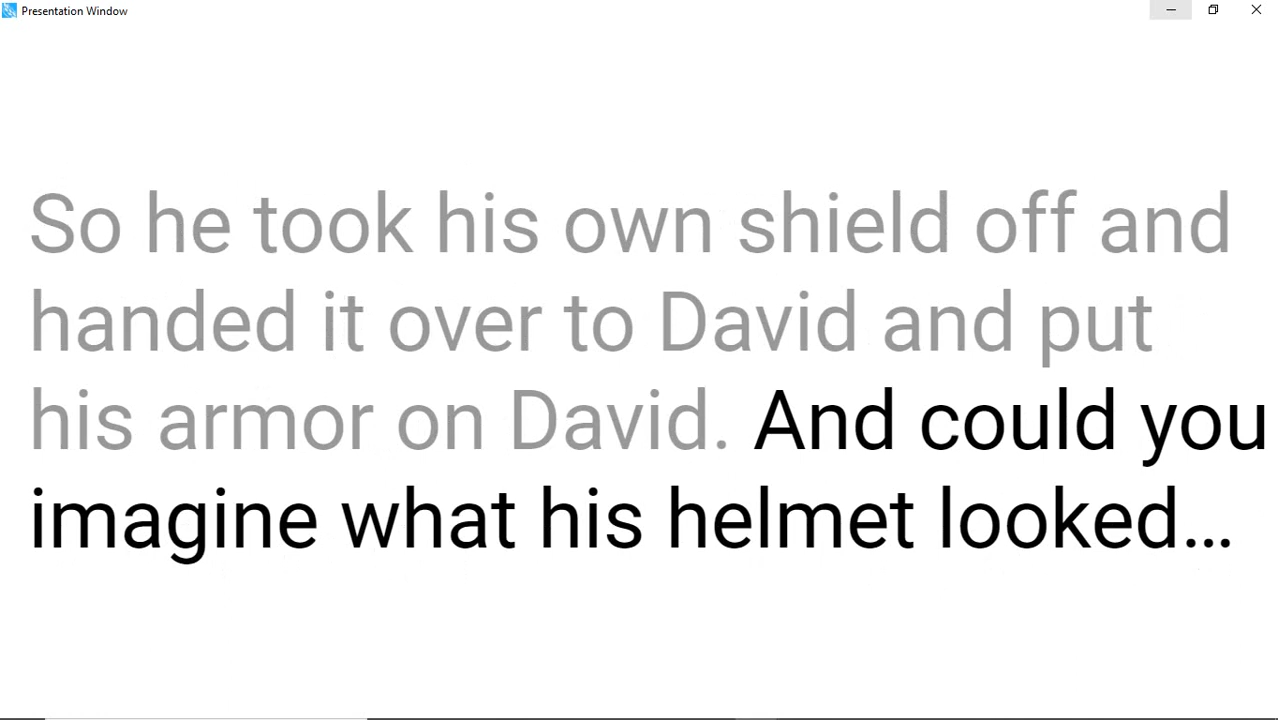 Presentation Window
So he took his own shield off and
handed it over to David and put
his armor on David. And could you
imagine what his helmet looked...